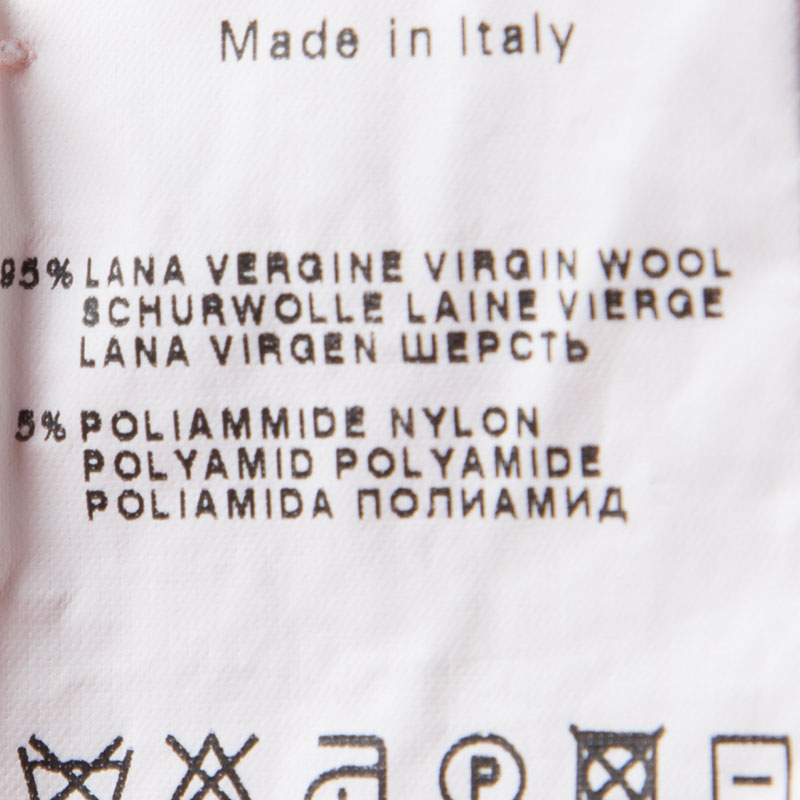 Made in Italy
95% LANA VERGINE VIRGIN WOOL
SCHURWOLLE LAINE VIERGE
LANA VIRGEN ШЕРСТЬ
5% POLIAMMIDE NYLON
POLYAMID POLYAMIDE
POLIAMIDA ПОЛИАМИД
P